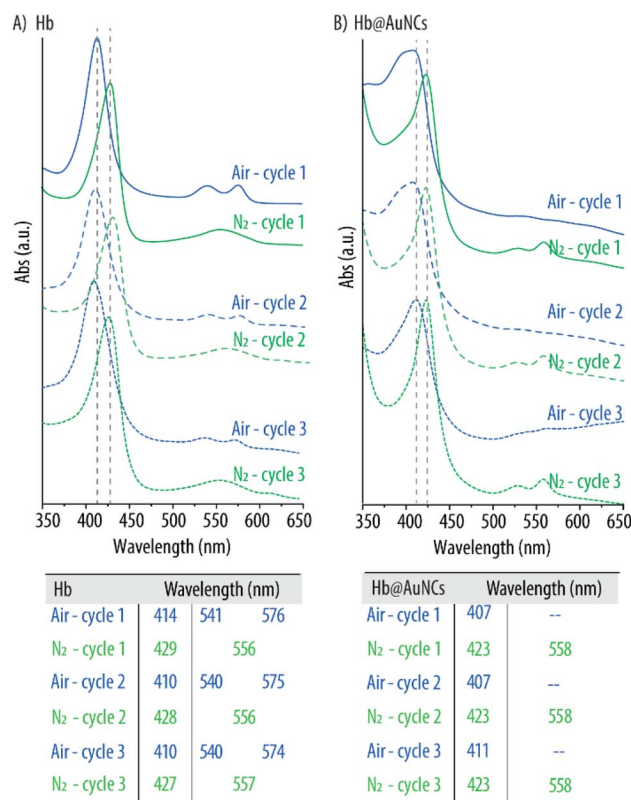 A) Hb
B) Hb@AuNCs
Abs (a.u.)
Air - cycle 1
N₂ - cycle 1
Air - cycle 2
N₂ - cycle 2
Air - cycle 3
N₂ - cycle 3
350 400 450 500 550 600 650
Wavelength (nm)
Abs (a.u.)
Air - cycle 1
N₂ - cycle 1
Air - cycle 2
N₂ - cycle 2
Air - cycle 3
N₂ - cycle 3
350 400 450 500 550 600 650
Wavelength (nm)
Hb Wavelength (nm)
Air - cycle 1 414 541 576
N₂ - cycle 1 429 556
Air - cycle 2 410 540 575
N₂ - cycle 2 428 556
Air - cycle 3 410 540 574
N₂ - cycle 3 427 557
Hb@AuNCs Wavelength (nm)
Air - cycle 1 407 --
N₂ - cycle 1 423 558
Air - cycle 2 407 --
N₂ - cycle 2 423 558
Air - cycle 3 411 --
N₂ - cycle 3 423 558